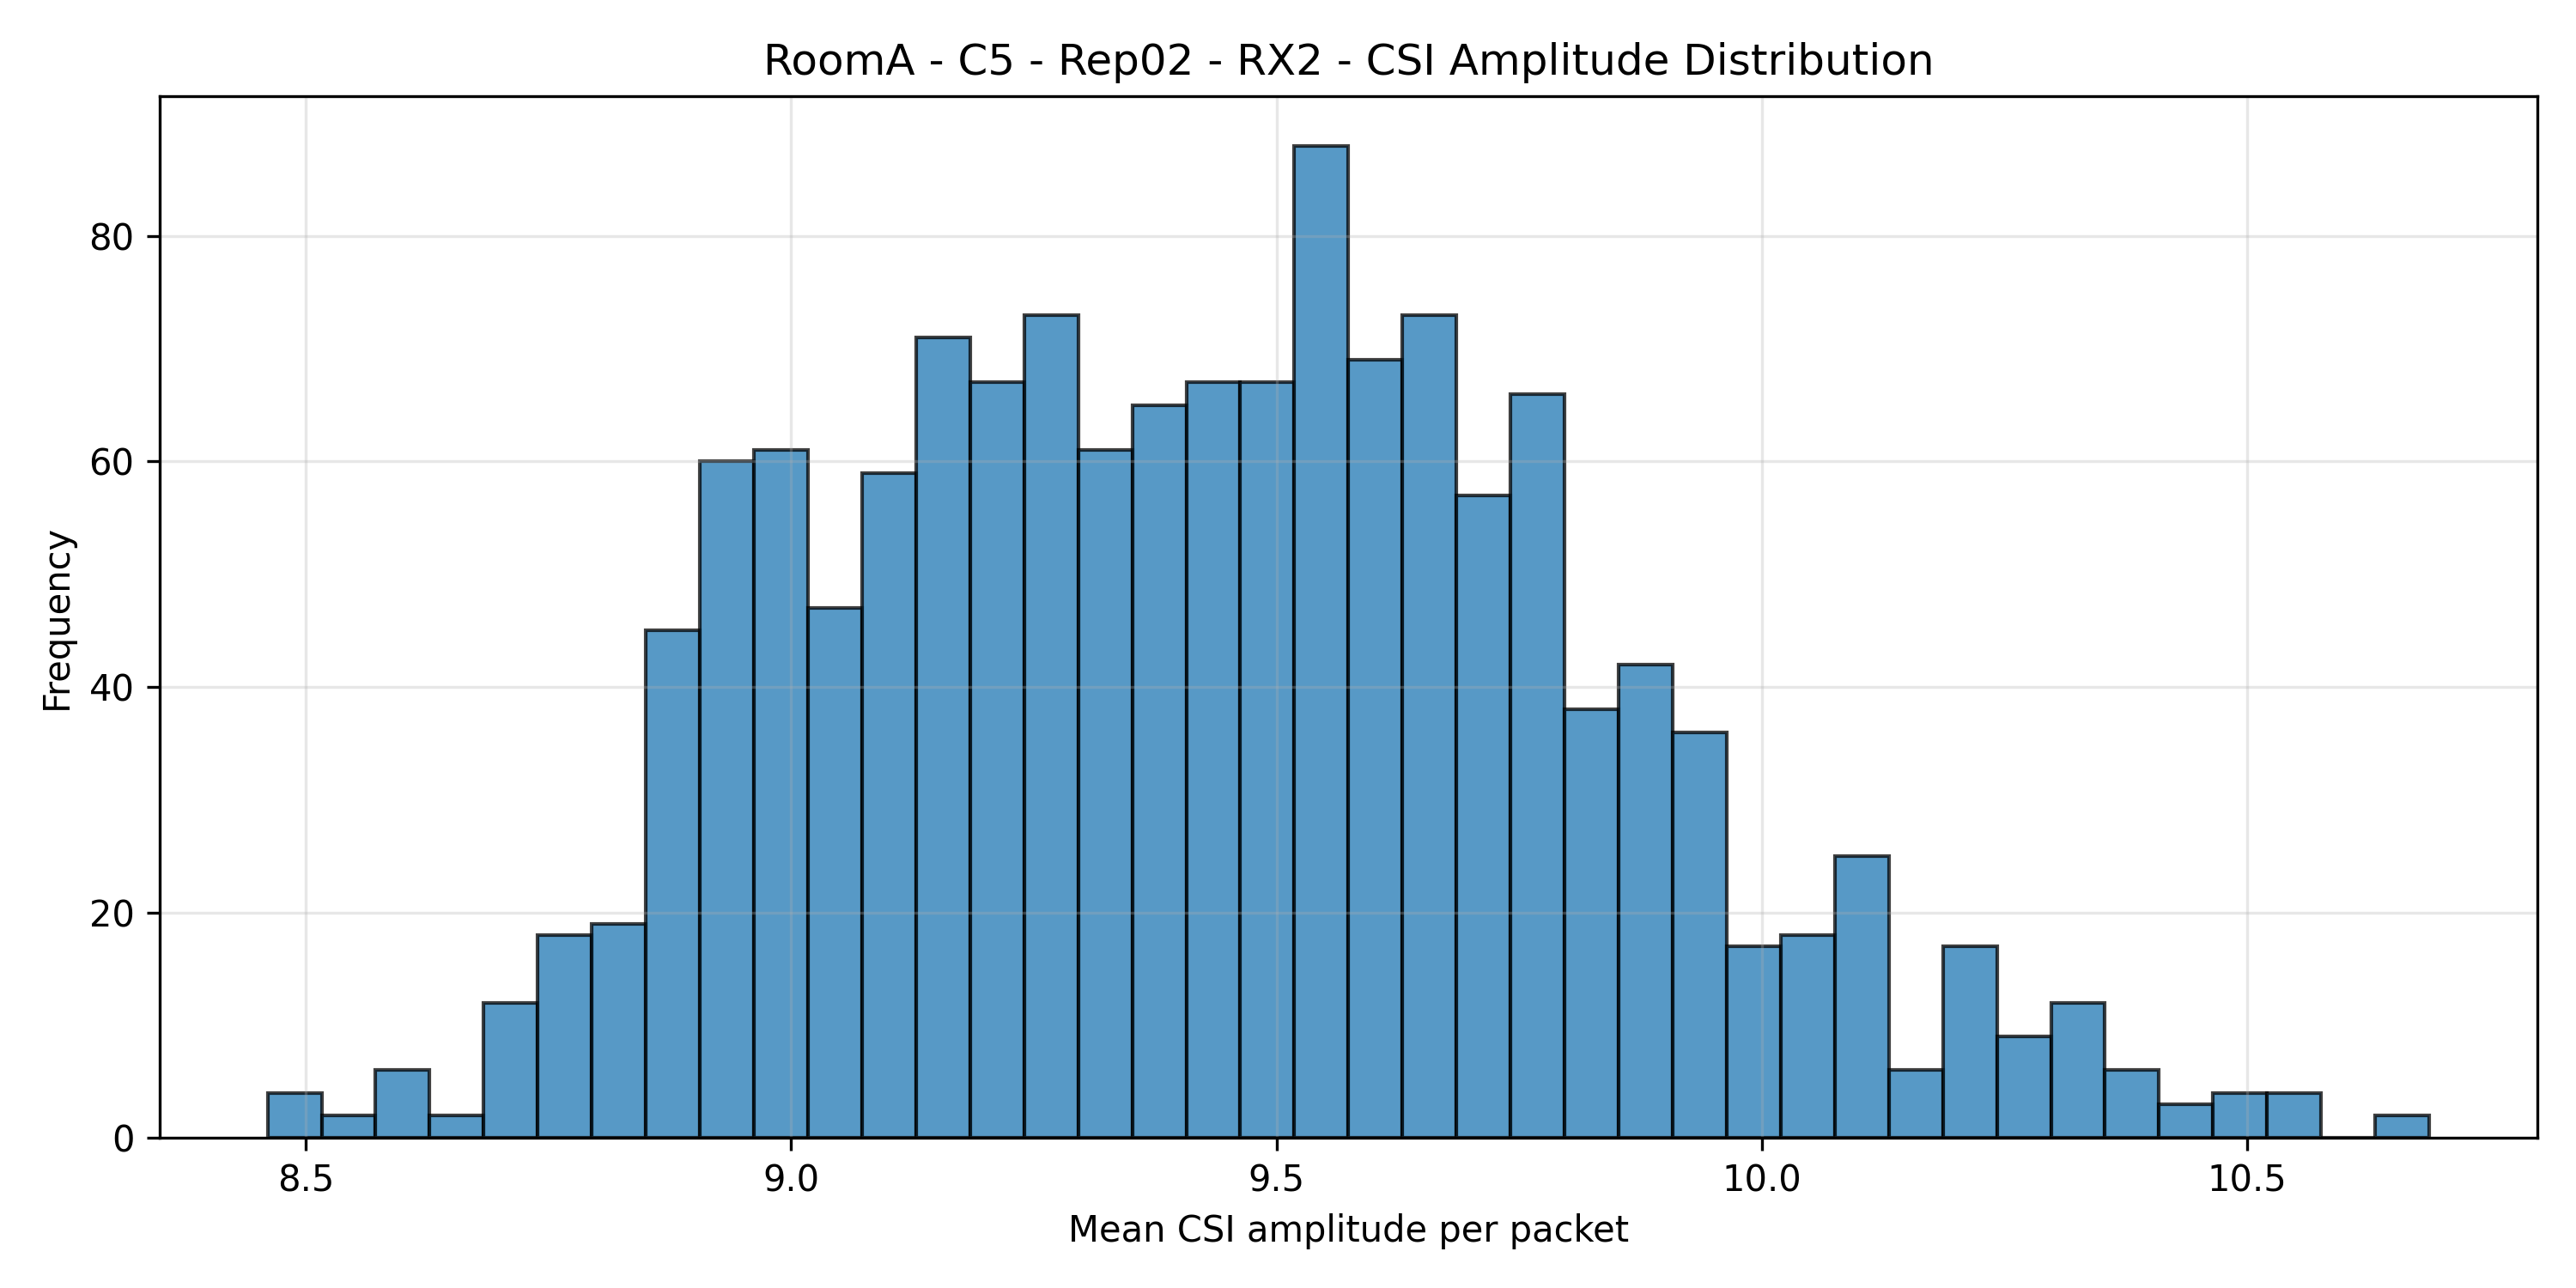 RoomA - C5 - Rep02 - RX2 - CSI Amplitude Distribution
Frequency
80
60
40
20
0
8.5 9.0 9.5 10.0 10.5
Mean CSI amplitude per packet